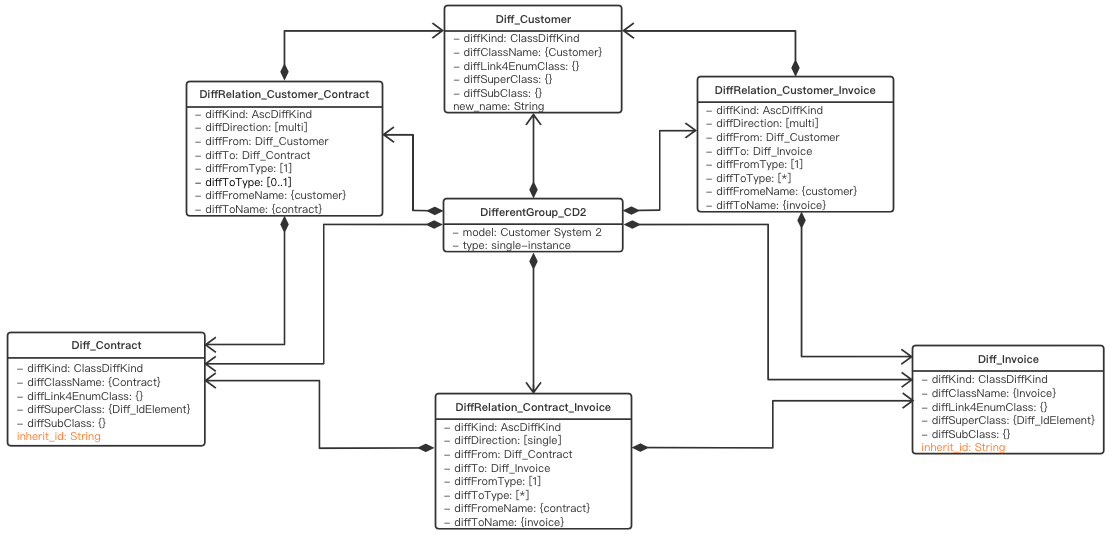 Diff_Customer
- diffKind: ClassDiffKind
- diffClassName: {Customer}
- diffLink4EnumClass: {}
- diffSuperClass: {}
- diffSubClass: {}
new_name: String
DiffRelation_Customer_Contract
- diffKind: AscDiffKind
- diffDirection: [multi]
- diffFrom: Diff_Customer
- diffTo: Diff_Contract
- diffFromType: [1]
- diffToType: [0..1]
- diffFromeName: {customer}
- diffToName: {contract}
DiffRelation_Customer_Invoice
- diffKind: AscDiffKind
- diffDirection: [multi]
- diffFrom: Diff_Customer
- diffTo: Diff_Invoice
- diffFromType: [1]
- diffToType: [*]
- diffFromeName: {customer}
- diffToName: {invoice}
DifferentGroup_CD2
- model: Customer System 2
- type: single-instance
Diff_Contract
- diffKind: ClassDiffKind
- diffClassName: {Contract}
- diffLink4EnumClass: {}
- diffSuperClass: {Diff_IdElement}
- diffSubClass: {}
inherit_id: String
Diff_Invoice
- diffKind: ClassDiffKind
- diffClassName: {Invoice}
- diffLink4EnumClass: {}
- diffSuperClass: {Diff_IdElement}
- diffSubClass: {}
inherit_id: String
DiffRelation_Contract_Invoice
- diffKind: AscDiffKind
- diffDirection: [single]
- diffFrom: Diff_Contract
- diffTo: Diff_Invoice
- diffFromType: [1]
- diffToType: [*]
- diffFromeName: {contract}
- diffToName: {invoice}